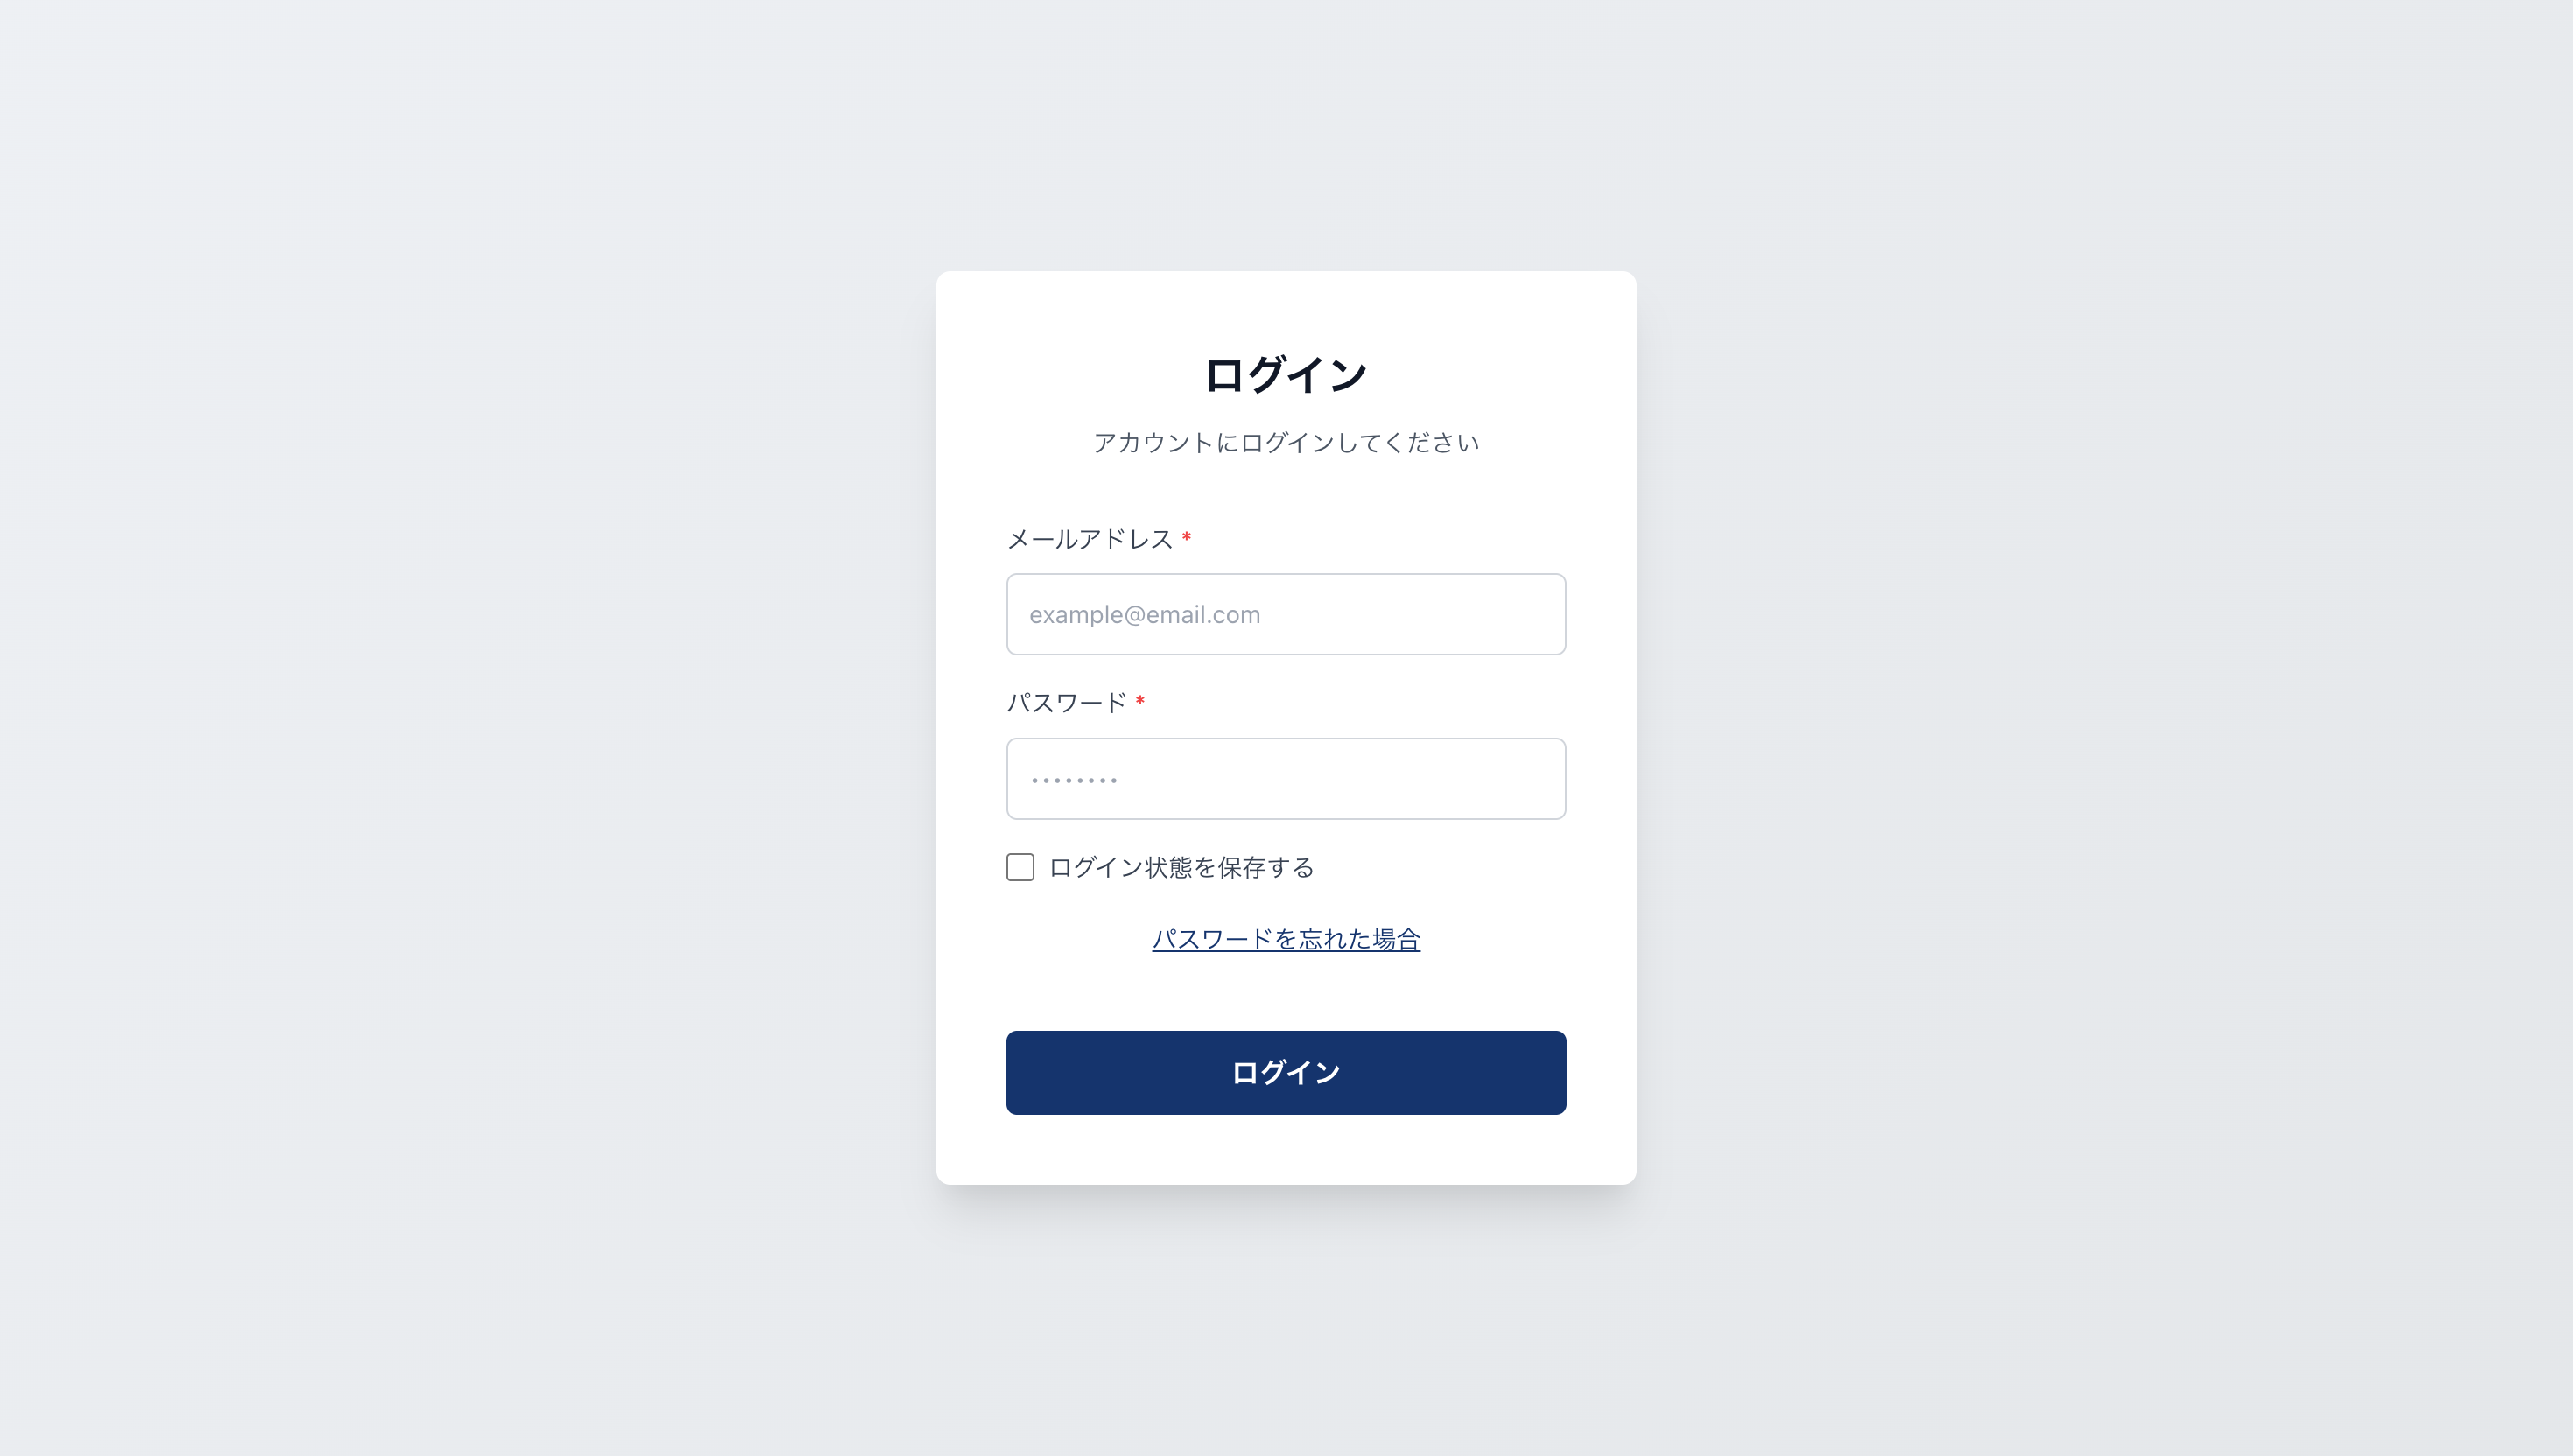 ログイン
アカウントにログインしてください
メールアドレス *
example@email.com
パスワード *
••••••••
ログイン状態を保存する
パスワードを忘れた場合
ログイン